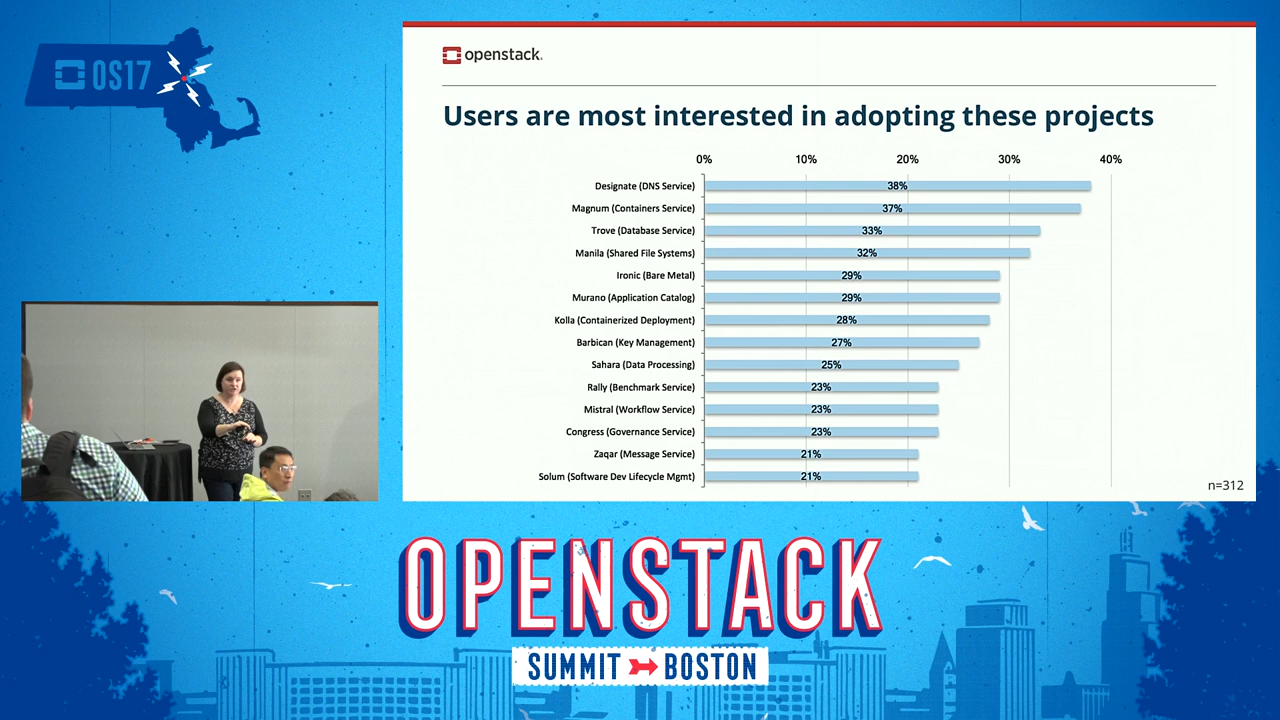 OS17
openstack.
Users are most interested in adopting these projects
0% 10% 20% 30% 40%
Designate (DNS Service) 38%
Magnum (Containers Service) 37%
Trove (Database Service) 33%
Manila (Shared File Systems) 32%
Ironic (Bare Metal) 29%
Murano (Application Catalog) 29%
Kolla (Containerized Deployment) 28%
Barbican (Key Management) 27%
Sahara (Data Processing) 25%
Rally (Benchmark Service) 23%
Mistral (Workflow Service) 23%
Congress (Governance Service) 23%
Zaqar (Message Service) 21%
Solum (Software Dev Lifecycle Mgmt) 21%
n=312
OPENSTACK
SUMMIT BOSTON